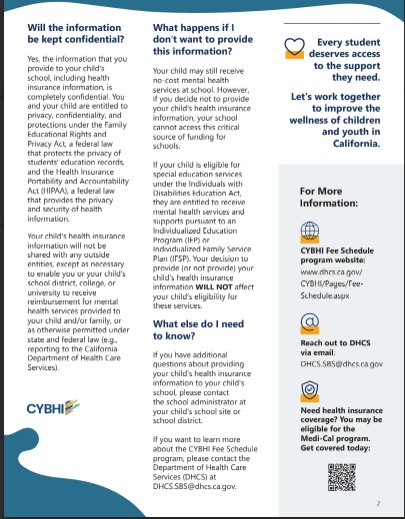 Will the information
be kept confidential?
Yes, the information that you
provide to your child's
school, including health
insurance information, is
completely confidential. You
and your child are entitled to
privacy, confidentiality, and
protections under the Family
Educational Rights and
Privacy Act, a federal law
that protects the privacy of
students' education records,
and the Health Insurance
Portability and Accountability
Act (HIPAA), a federal law
that provides the privacy
and security of health
information.
Your child's health insurance
information will not be
shared with any outside
entities, except as necessary
to enable you or your child's
school district, college, or
university to receive
reimbursement for mental
health services provided to
your child and/or family, or
as otherwise permitted under
state and federal law (e.g.,
reporting to the California
Department of Health Care
Services).
CYBHI
What happens if I
don't want to provide
this information?
Your child may still receive
no-cost mental health
services at school. However,
if you decide not to provide
your child's health insurance
information, your school
cannot access this critical
source of funding for
schools.
If your child is eligible for
special education services
under the Individuals with
Disabilities Education Act,
they are entitled to receive
mental health services and
supports pursuant to an
Individualized Education
Program (IEP) or
Individualized Family Service
Plan (IFSP). Your decision to
provide (or not provide) your
child's health insurance
information WILL NOT affect
your child's eligibility for
these services.
What else do I need
to know?
If you have additional
questions about providing
your child's health insurance
information to your child's
school, please contact
the school administrator at
your child's school site or
school district.
If you want to learn more
about the CYBHI Fee Schedule
program, please contact the
Department of Health Care
Services (DHCS) at
DHCS.SBS@dhcs.ca.gov.
Every student
deserves access
to the support
they need.
Let's work together
to improve the
wellness of children
and youth in
California.
For More
Information:
CYBHI Fee Schedule
program website:
www.dhcs.ca.gov/
CYBHI/Pages/Fee-
Schedule.aspx
Reach out to DHCS
via email:
DHCS.SBS@dhcs.ca.gov
Need health insurance
coverage? You may be
eligible for the
Medi-Cal program.
Get covered today:
2